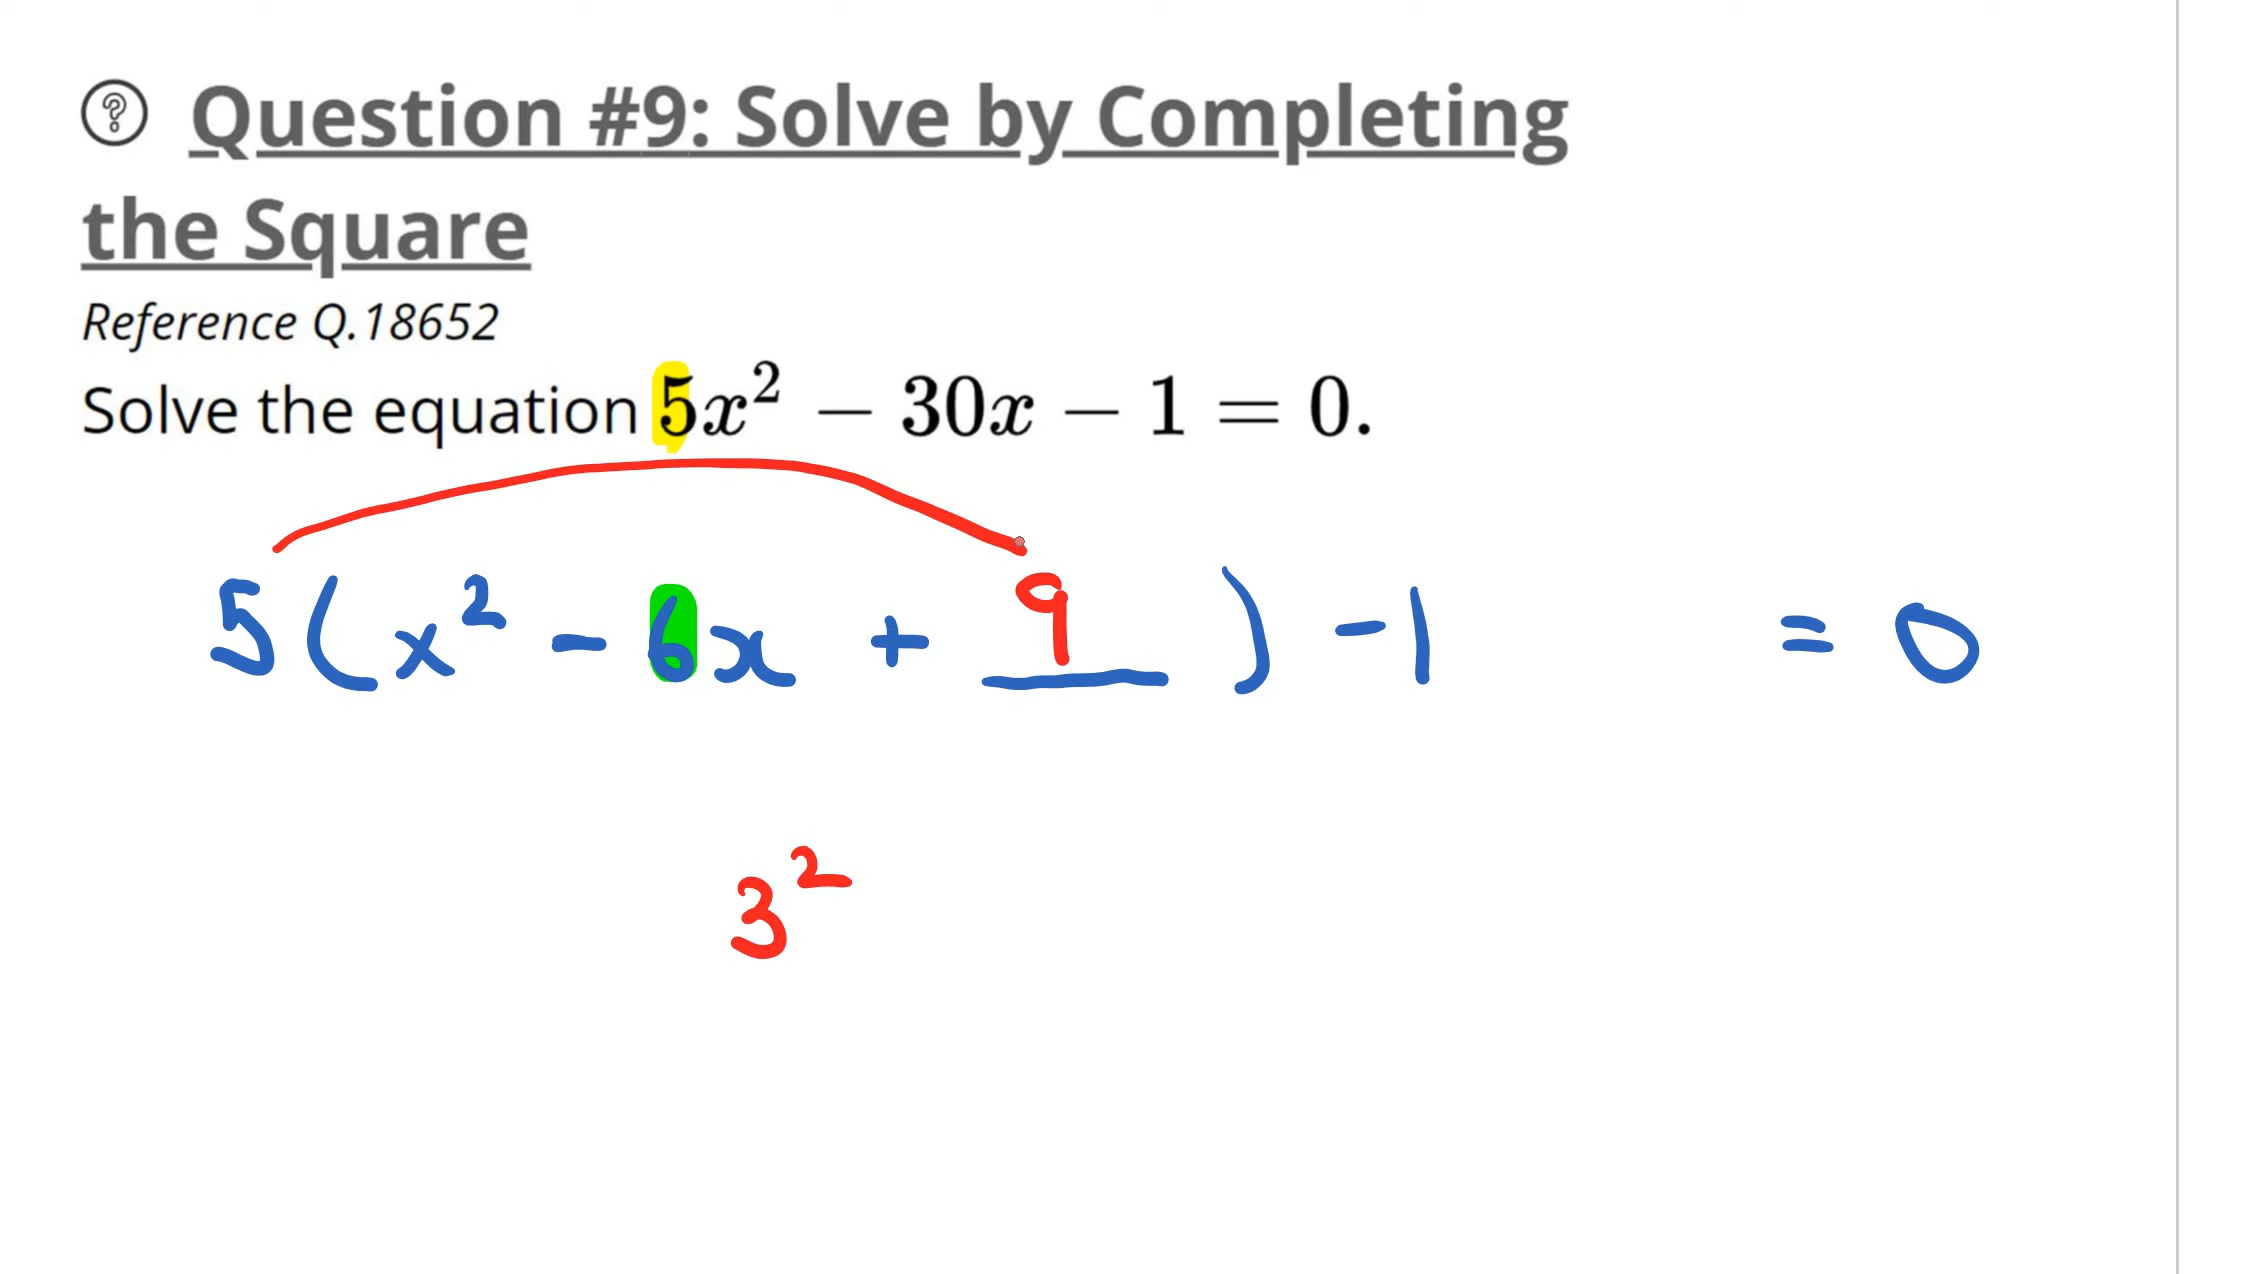 Question #9: Solve by Completing
the Square
Reference Q.18652
Solve the equation 5x² − 30x − 1 = 0.
5(x² − 6x + 9) − 1 = 0
3²